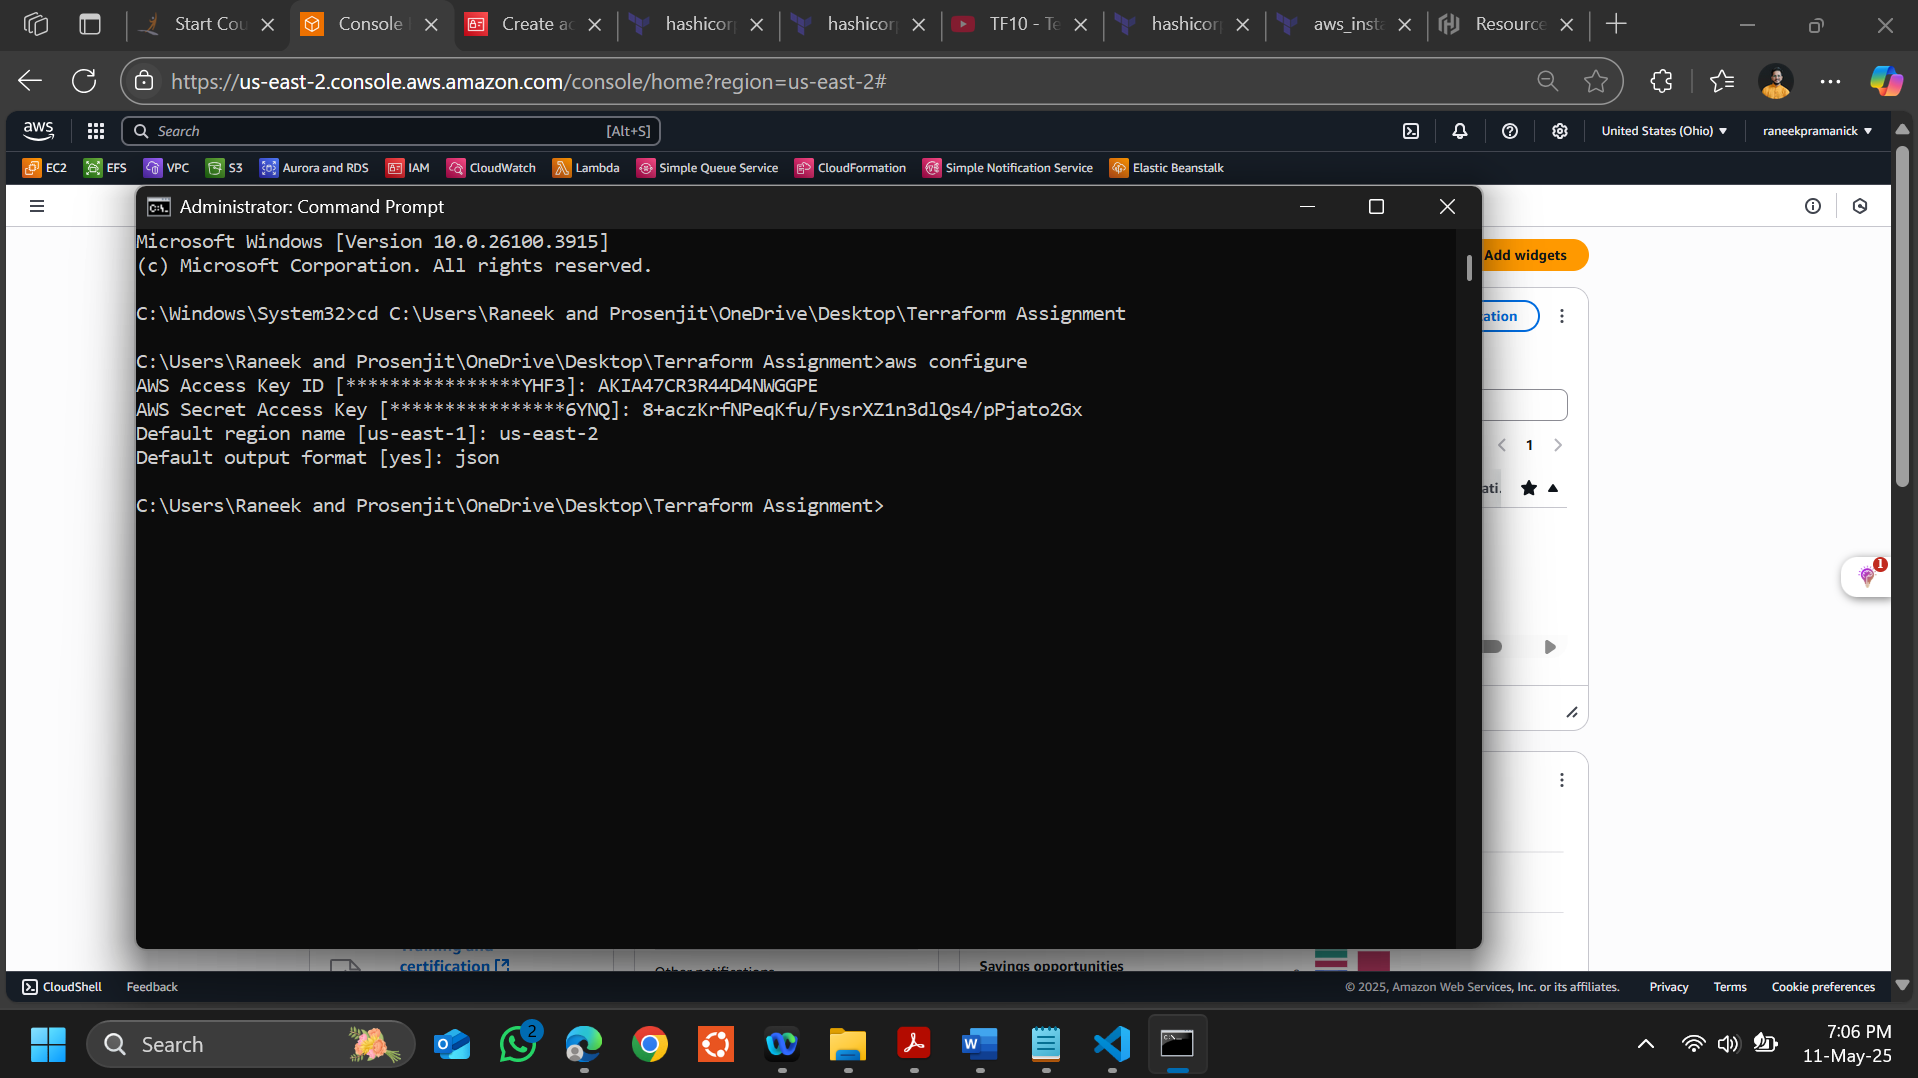 Start Cou
Console
Create ac
hashicorp
hashicorp
TF10 - Te
hashicorp
aws_insta
Resource
https://us-east-2.console.aws.amazon.com/console/home?region=us-east-2#
aws
Search
[Alt+S]
United States (Ohio)
raneekpramanick
EC2
EFS
VPC
S3
Aurora and RDS
IAM
CloudWatch
Lambda
Simple Queue Service
CloudFormation
Simple Notification Service
Elastic Beanstalk
Administrator: Command Prompt
Add widgets
Microsoft Windows [Version 10.0.26100.3915]
(c) Microsoft Corporation. All rights reserved.
C:\Windows\System32>cd C:\Users\Raneek and Prosenjit\OneDrive\Desktop\Terraform Assignment
ation
C:\Users\Raneek and Prosenjit\OneDrive\Desktop\Terraform Assignment>aws configure
AWS Access Key ID [****************YHF3]: AKIA47CR3R44D4NWGGPE
AWS Secret Access Key [****************6YNQ]: 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
Default region name [us-east-1]: us-east-2
1
Default output format [yes]: json
ati.
C:\Users\Raneek and Prosenjit\OneDrive\Desktop\Terraform Assignment>
1
certification
Savings opportunities
CloudShell
Feedback
© 2025, Amazon Web Services, Inc. or its affiliates.
Privacy
Terms
Cookie preferences
Search
2
7:06 PM
11-May-25